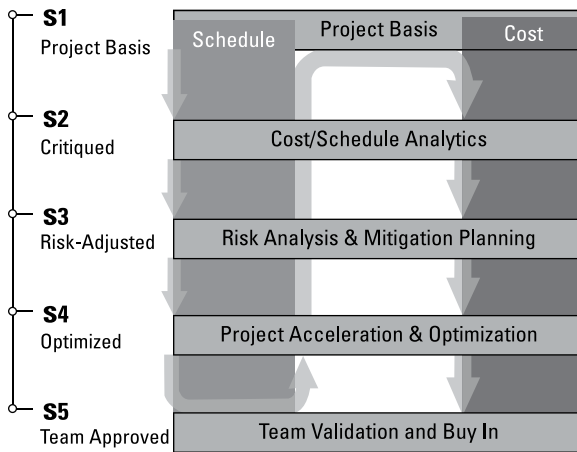 S1
Project Basis
Schedule
Project Basis
Cost
S2
Critiqued
Cost/Schedule Analytics
S3
Risk-Adjusted
Risk Analysis & Mitigation Planning
S4
Optimized
Project Acceleration & Optimization
S5
Team Approved
Team Validation and Buy In